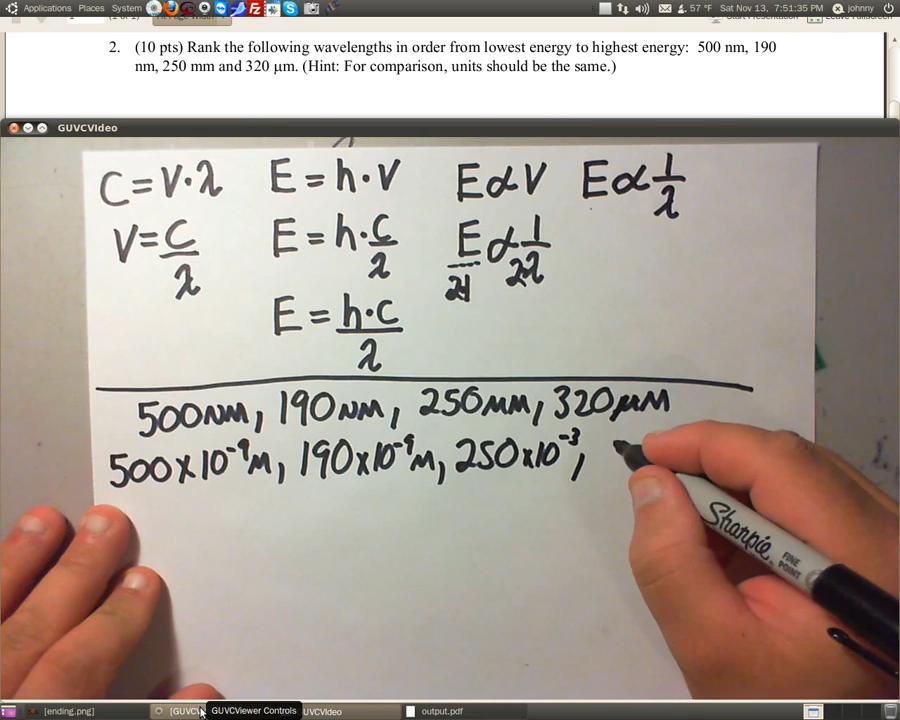 Applications Places System
57 °F Sat Nov 13, 7:51:35 PM johnny
2. (10 pts) Rank the following wavelengths in order from lowest energy to highest energy: 500 nm, 190
nm, 250 mm and 320 μm. (Hint: For comparison, units should be the same.)
GUVCVideo
C=V·λ E=h·V E∝V E∝1/λ
V=C/λ E=h·C/λ E/2λ ∝ 1/2λ
E=h·C/λ
500nm, 190nm, 250mm, 320μm
500x10⁻⁹m, 190x10⁻⁹m, 250x10⁻³,
Sharpie
FINE
POINT
[ending.png] [GUVCV GUVCViewer Controls UVCVideo output.pdf